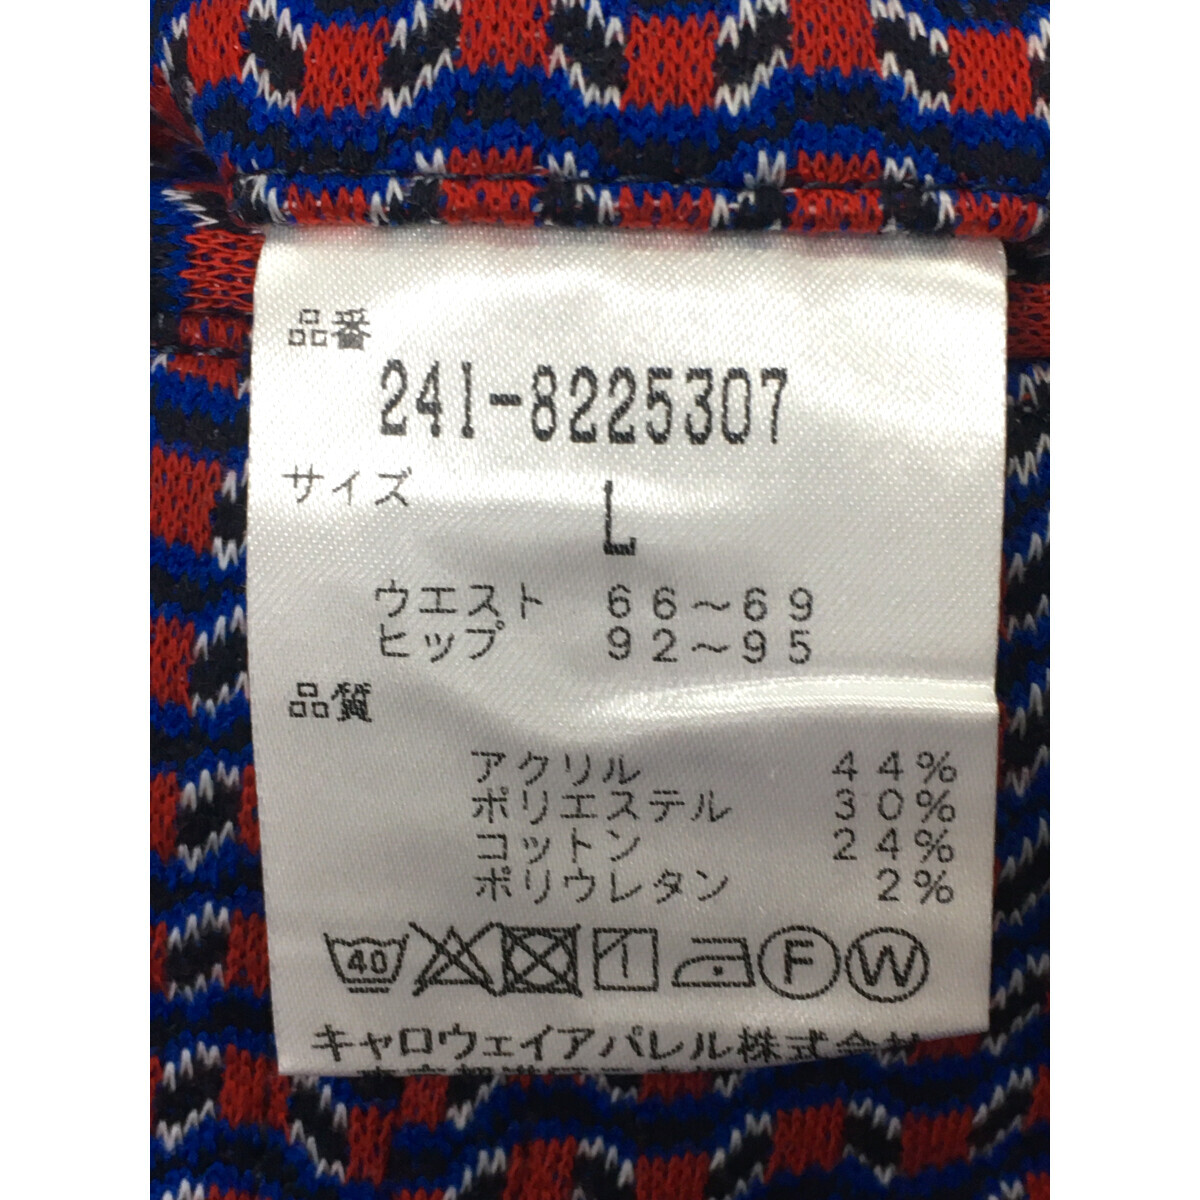 品番
241-8225307
サイズ
L
ウエスト 66～69
ヒップ 92～95
品質
アクリル 44%
ポリエステル 30%
コットン 24%
ポリウレタン 2%
40 F W
キャロウェイアパレル株式会社